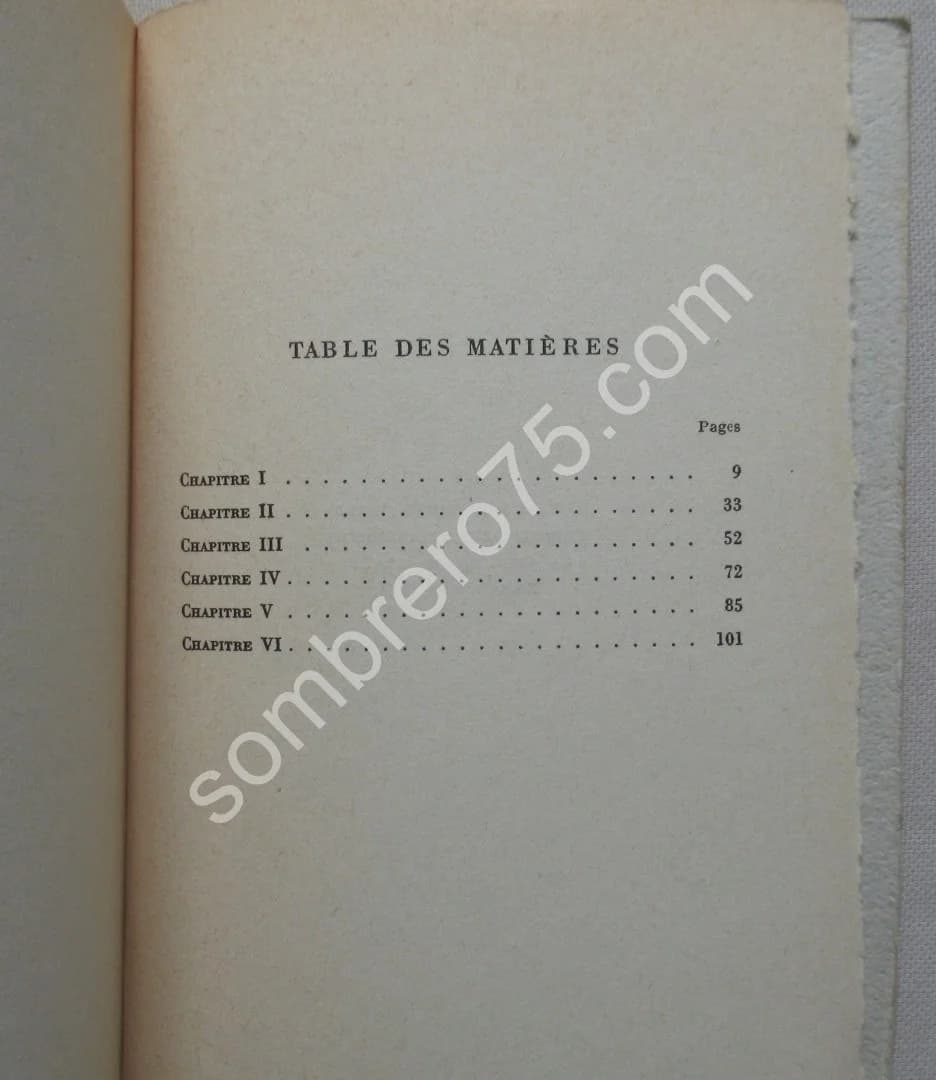 TABLE DES MATIÈRES
Pages
CHAPITRE I . . . . . . . . . . . . . . . . . . . . . . 9
CHAPITRE II . . . . . . . . . . . . . . . . . . . . . . 33
CHAPITRE III . . . . . . . . . . . . . . . . . . . . . 52
CHAPITRE IV . . . . . . . . . . . . . . . . . . . . . . 72
CHAPITRE V . . . . . . . . . . . . . . . . . . . . . . 85
CHAPITRE VI . . . . . . . . . . . . . . . . . . . . . . 101
sombrero75.com